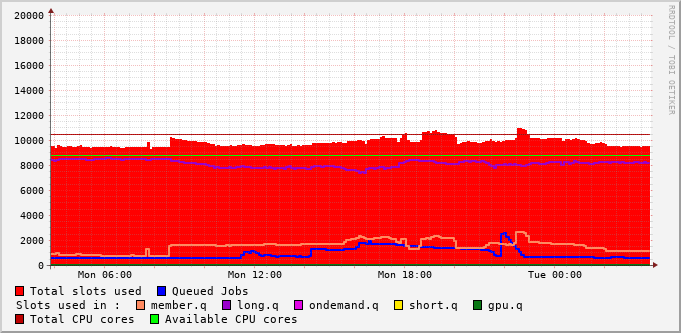 RRDTOOL / TOBI OETIKER
20000
18000
16000
14000
12000
10000
8000
6000
4000
2000
0
Mon 06:00 Mon 12:00 Mon 18:00 Tue 00:00
Total slots used Queued Jobs
Slots used in : member.q long.q ondemand.q short.q gpu.q
Total CPU cores Available CPU cores